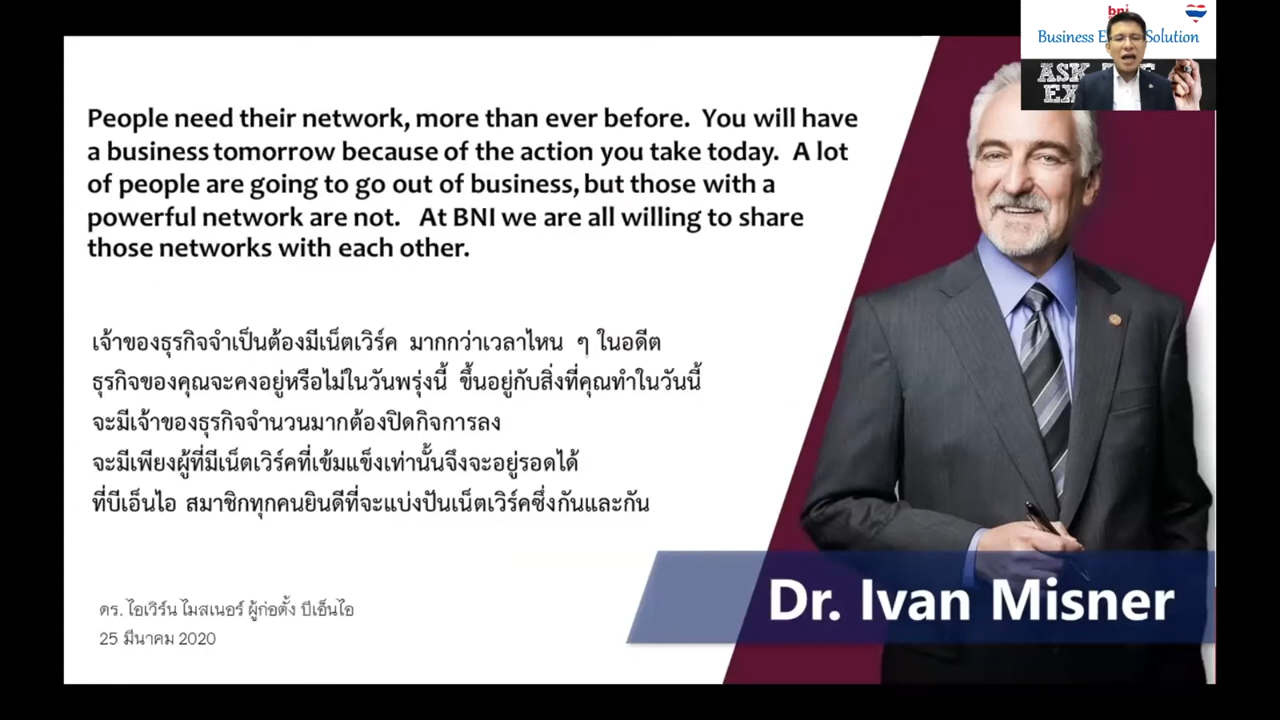 bni
Business E Solution
ASK THE
EX
People need their network, more than ever before. You will have
a business tomorrow because of the action you take today. A lot
of people are going to go out of business, but those with a
powerful network are not. At BNI we are all willing to share
those networks with each other.
เจ้าของธุรกิจจำเป็นต้องมีเน็ตเวิร์ค มากกว่าเวลาไหน ๆ ในอดีต
ธุรกิจของคุณจะคงอยู่หรือไม่ในวันพรุ่งนี้ ขึ้นอยู่กับสิ่งที่คุณทำในวันนี้
จะมีเจ้าของธุรกิจจำนวนมากต้องปิดกิจการลง
จะมีเพียงผู้ที่มีเน็ตเวิร์คที่เข้มแข็งเท่านั้นจึงจะอยู่รอดได้
ที่บีเอ็นไอ สมาชิกทุกคนยินดีที่จะแบ่งปันเน็ตเวิร์คซึ่งกันและกัน
Dr. Ivan Misner
ดร. ไอเวิร์น ไมสเนอร์ ผู้ก่อตั้ง บีเอ็นไอ
25 มีนาคม 2020